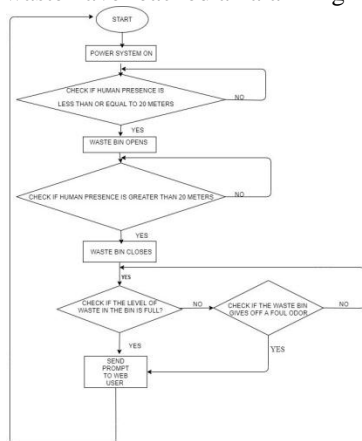 START
POWER SYSTEM ON
CHECK IF HUMAN PRESENCE IS
LESS THAN OR EQUAL TO 20 METERS
NO
YES
WASTE BIN OPENS
CHECK IF HUMAN PRESENCE IS GREATER THAN 20 METERS
NO
YES
WASTE BIN CLOSES
YES
CHECK IF THE LEVEL OF
WASTE IN THE BIN IS FULL?
NO
CHECK IF THE WASTE BIN
GIVES OFF A FOUL ODOR
NO
YES
YES
SEND
PROMPT
TO WEB
USER